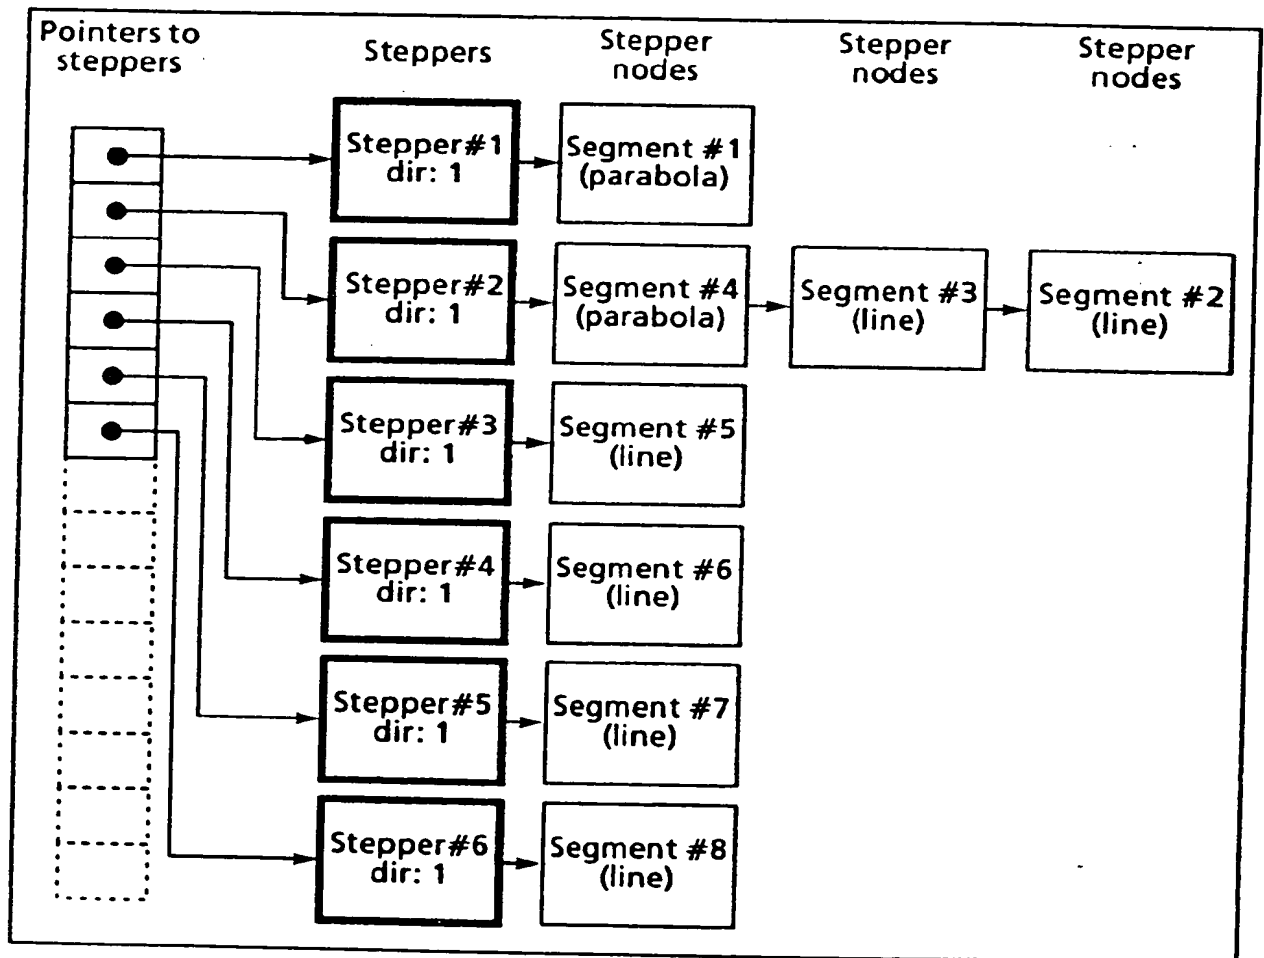 Pointers to
steppers
Steppers
Stepper
nodes
Stepper
nodes
Stepper
nodes
Stepper#1
dir: 1
Segment #1
(parabola)
Stepper#2
dir: 1
Segment #4
(parabola)
Segment #3
(line)
Segment #2
(line)
Stepper#3
dir: 1
Segment #5
(line)
Stepper#4
dir: 1
Segment #6
(line)
Stepper#5
dir: 1
Segment #7
(line)
Stepper#6
dir: 1
Segment #8
(line)